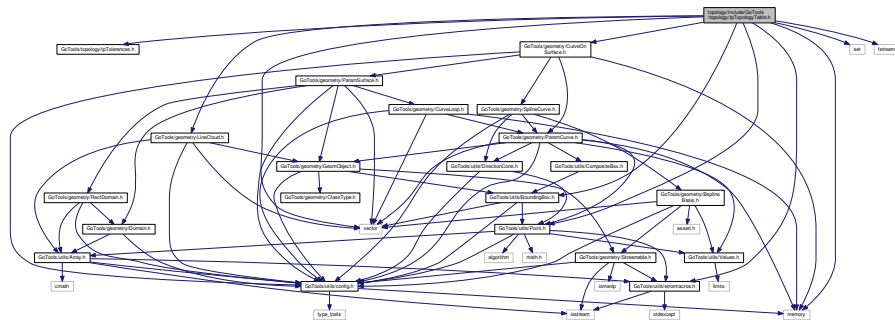 topology/include/GoTools
/topology/tpTopologyTable.h
GoTools/topology/tpTolerances.h
GoTools/geometry/CurveOn
Surface.h
set
fstream
GoTools/geometry/ParamSurface.h
GoTools/geometry/CurveLoop.h
GoTools/geometry/SplineCurve.h
GoTools/geometry/LineCloud.h
GoTools/geometry/ParamCurve.h
GoTools/geometry/GeomObject.h
GoTools/utils/DirectionCone.h
GoTools/utils/CompositeBox.h
GoTools/geometry/RectDomain.h
GoTools/geometry/ClassType.h
GoTools/utils/BoundingBox.h
GoTools/geometry/Bspline
Basis.h
GoTools/geometry/Domain.h
vector
GoTools/utils/Point.h
assert.h
GoTools/utils/Array.h
algorithm
math.h
GoTools/geometry/Streamable.h
GoTools/utils/Values.h
cmath
GoTools/utils/config.h
iomanip
GoTools/utils/errormacros.h
limits
type_traits
iostream
stdexcept
memory